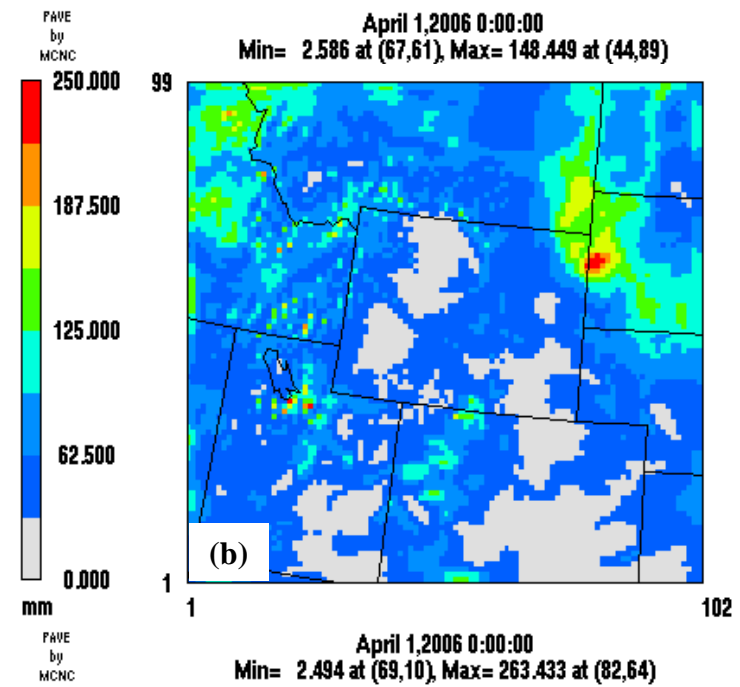 PAVE
by
MCNC
April 1,2006 0:00:00
Min= 2.586 at (67,61), Max= 148.449 at (44,89)
250.000
187.500
125.000
62.500
0.000
mm
99
1
1
102
(b)
PAVE
by
MCNC
April 1,2006 0:00:00
Min= 2.494 at (69,10), Max= 263.433 at (82,64)